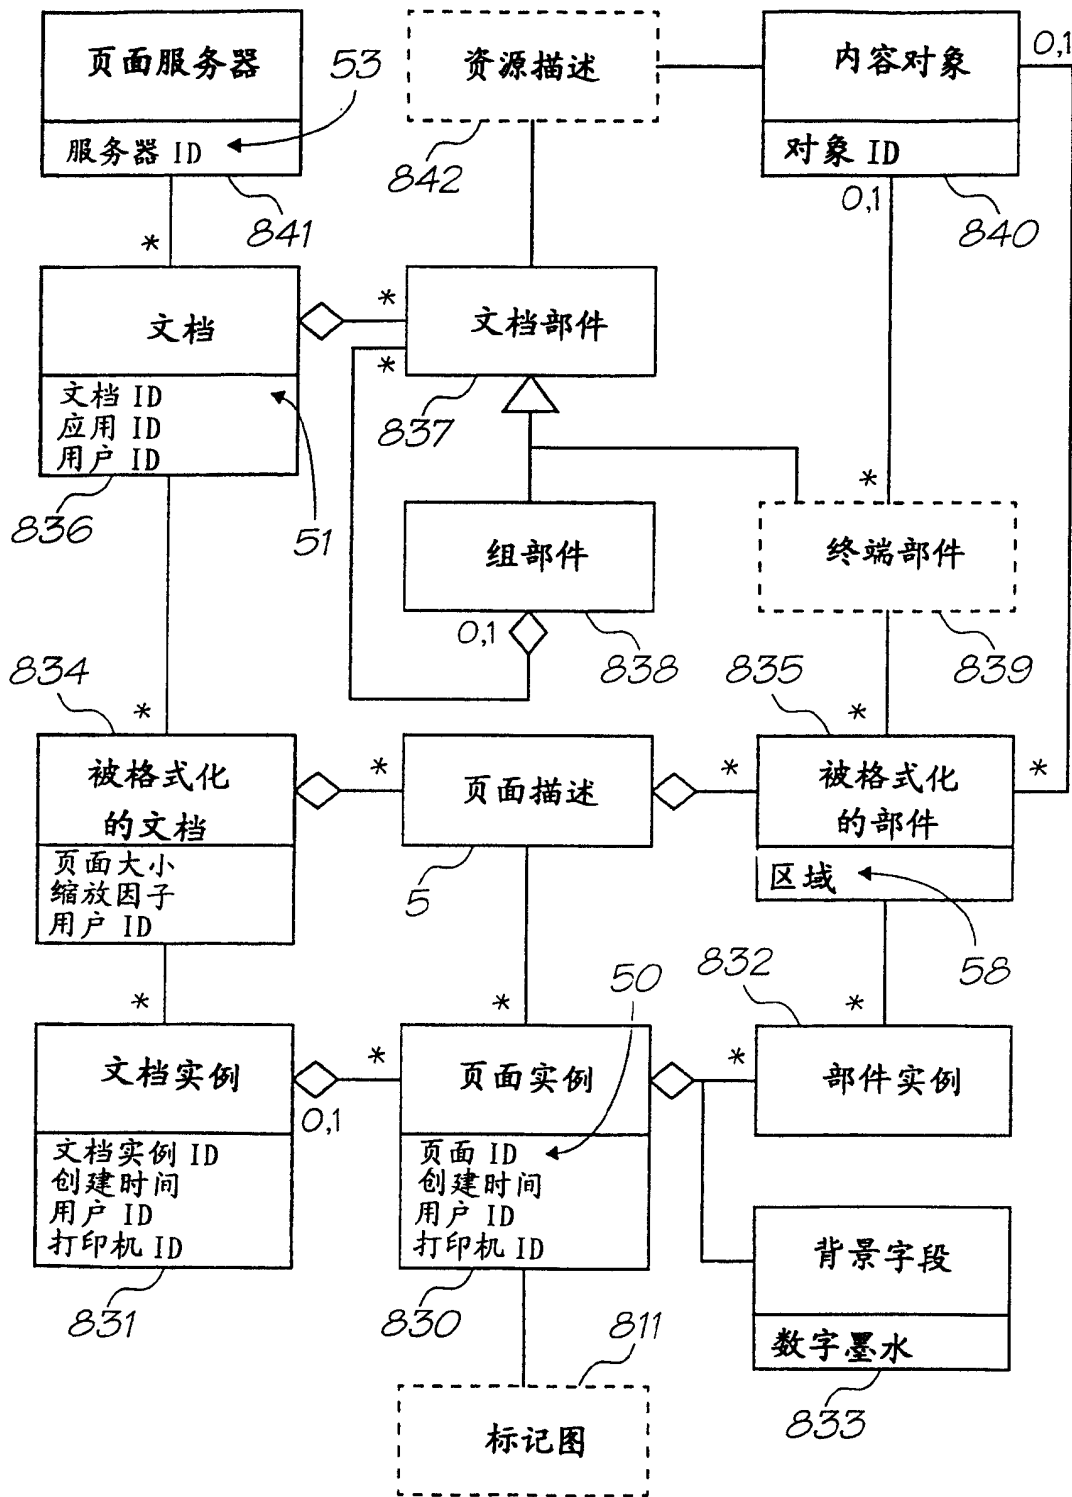 页面服务器
53
服务器 ID
841
资源描述
842
内容对象
0,1
对象 ID
0,1
840
*
文档
文档 ID
应用 ID
用户 ID
836
51
*
*
文档部件
837
组部件
0,1
838
*
终端部件
839
834
*
被格式化
的文档
页面大小
缩放因子
用户 ID
*
页面描述
5
835
*
*
*
被格式化
的部件
区域
58
*
文档实例
0,1
文档实例 ID
创建时间
用户 ID
打印机 ID
831
*
*
50
页面实例
页面 ID
创建时间
用户 ID
打印机 ID
830
832
*
*
部件实例
背景字段
数字墨水
833
811
标记图